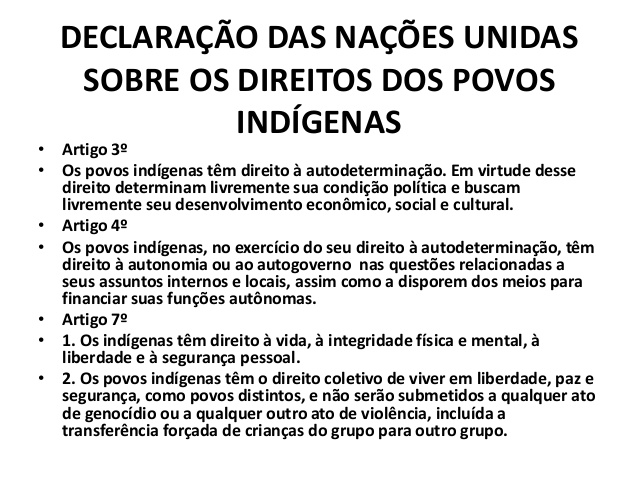 DECLARAÇÃO DAS NAÇÕES UNIDAS
SOBRE OS DIREITOS DOS POVOS
INDÍGENAS
• Artigo 3º
• Os povos indígenas têm direito à autodeterminação. Em virtude desse
direito determinam livremente sua condição política e buscam
livremente seu desenvolvimento econômico, social e cultural.
• Artigo 4º
• Os povos indígenas, no exercício do seu direito à autodeterminação, têm
direito à autonomia ou ao autogoverno nas questões relacionadas a
seus assuntos internos e locais, assim como a disporem dos meios para
financiar suas funções autônomas.
• Artigo 7º
• 1. Os indígenas têm direito à vida, à integridade física e mental, à
liberdade e à segurança pessoal.
• 2. Os povos indígenas têm o direito coletivo de viver em liberdade, paz e
segurança, como povos distintos, e não serão submetidos a qualquer ato
de genocídio ou a qualquer outro ato de violência, incluída a
transferência forçada de crianças do grupo para outro grupo.